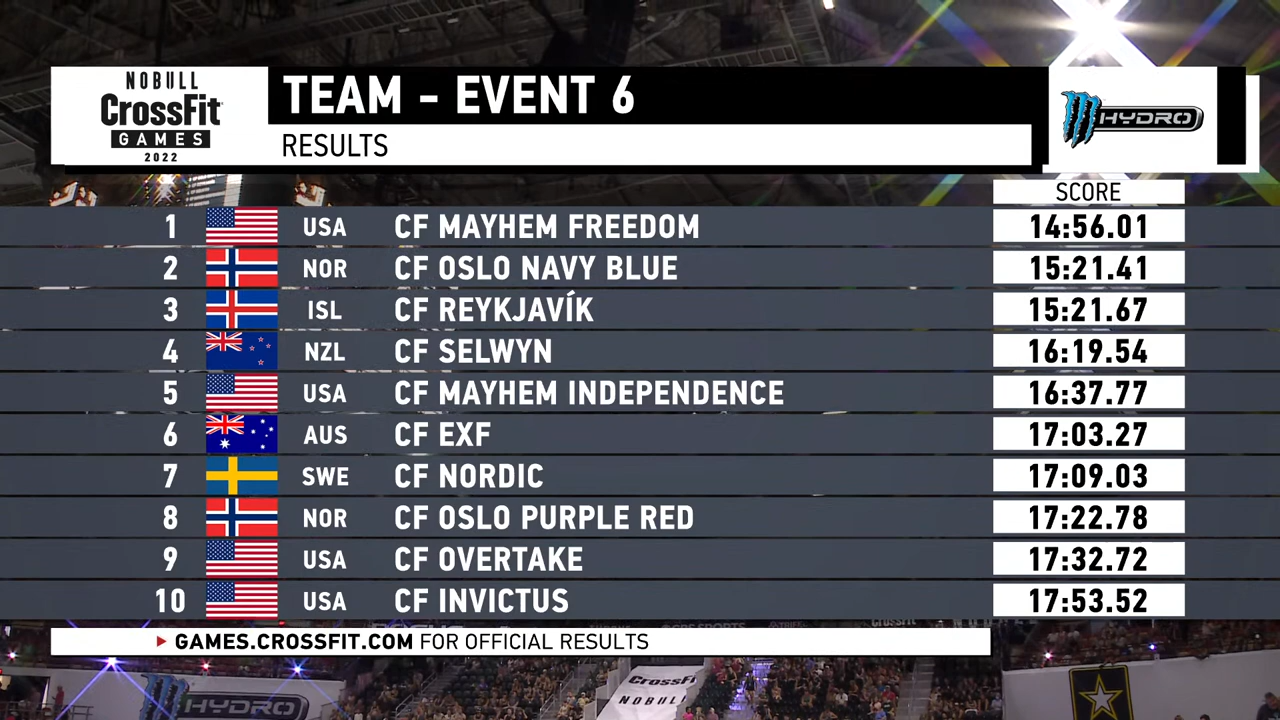 NOBULL
CrossFit
GAMES
2022
TEAM - EVENT 6
RESULTS
HYDRO
SCORE
1 USA CF MAYHEM FREEDOM 14:56.01
2 NOR CF OSLO NAVY BLUE 15:21.41
3 ISL CF REYKJAVÍK 15:21.67
4 NZL CF SELWYN 16:19.54
5 USA CF MAYHEM INDEPENDENCE 16:37.77
6 AUS CF EXF 17:03.27
7 SWE CF NORDIC 17:09.03
8 NOR CF OSLO PURPLE RED 17:22.78
9 USA CF OVERTAKE 17:32.72
10 USA CF INVICTUS 17:53.52
GAMES.CROSSFIT.COM FOR OFFICIAL RESULTS
HYDRO
CrossFi
NOBULL